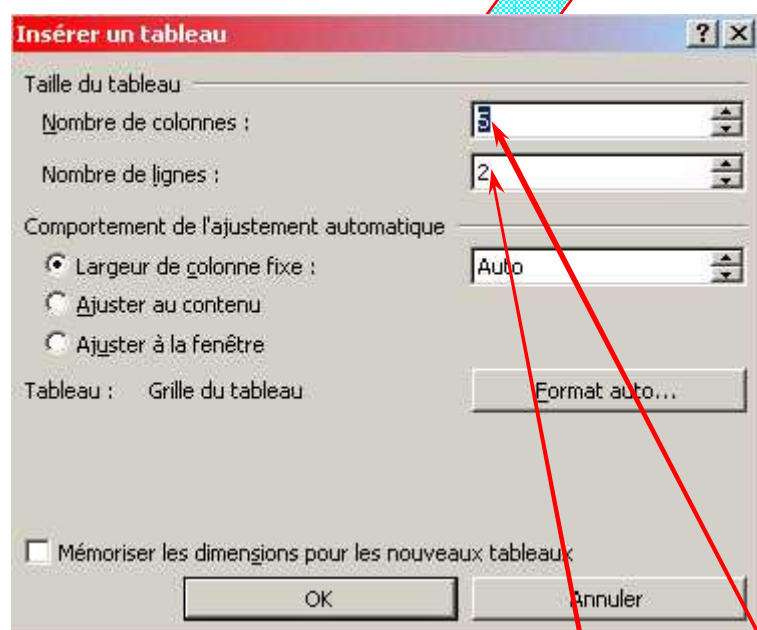 Insérer un tableau
Taille du tableau
Nombre de colonnes : 5
Nombre de lignes : 2
Comportement de l'ajustement automatique
Largeur de colonne fixe : Auto
Ajuster au contenu
Ajuster à la fenêtre
Tableau : Grille du tableau Format auto...
Mémoriser les dimensions pour les nouveaux tableaux
OK Annuler